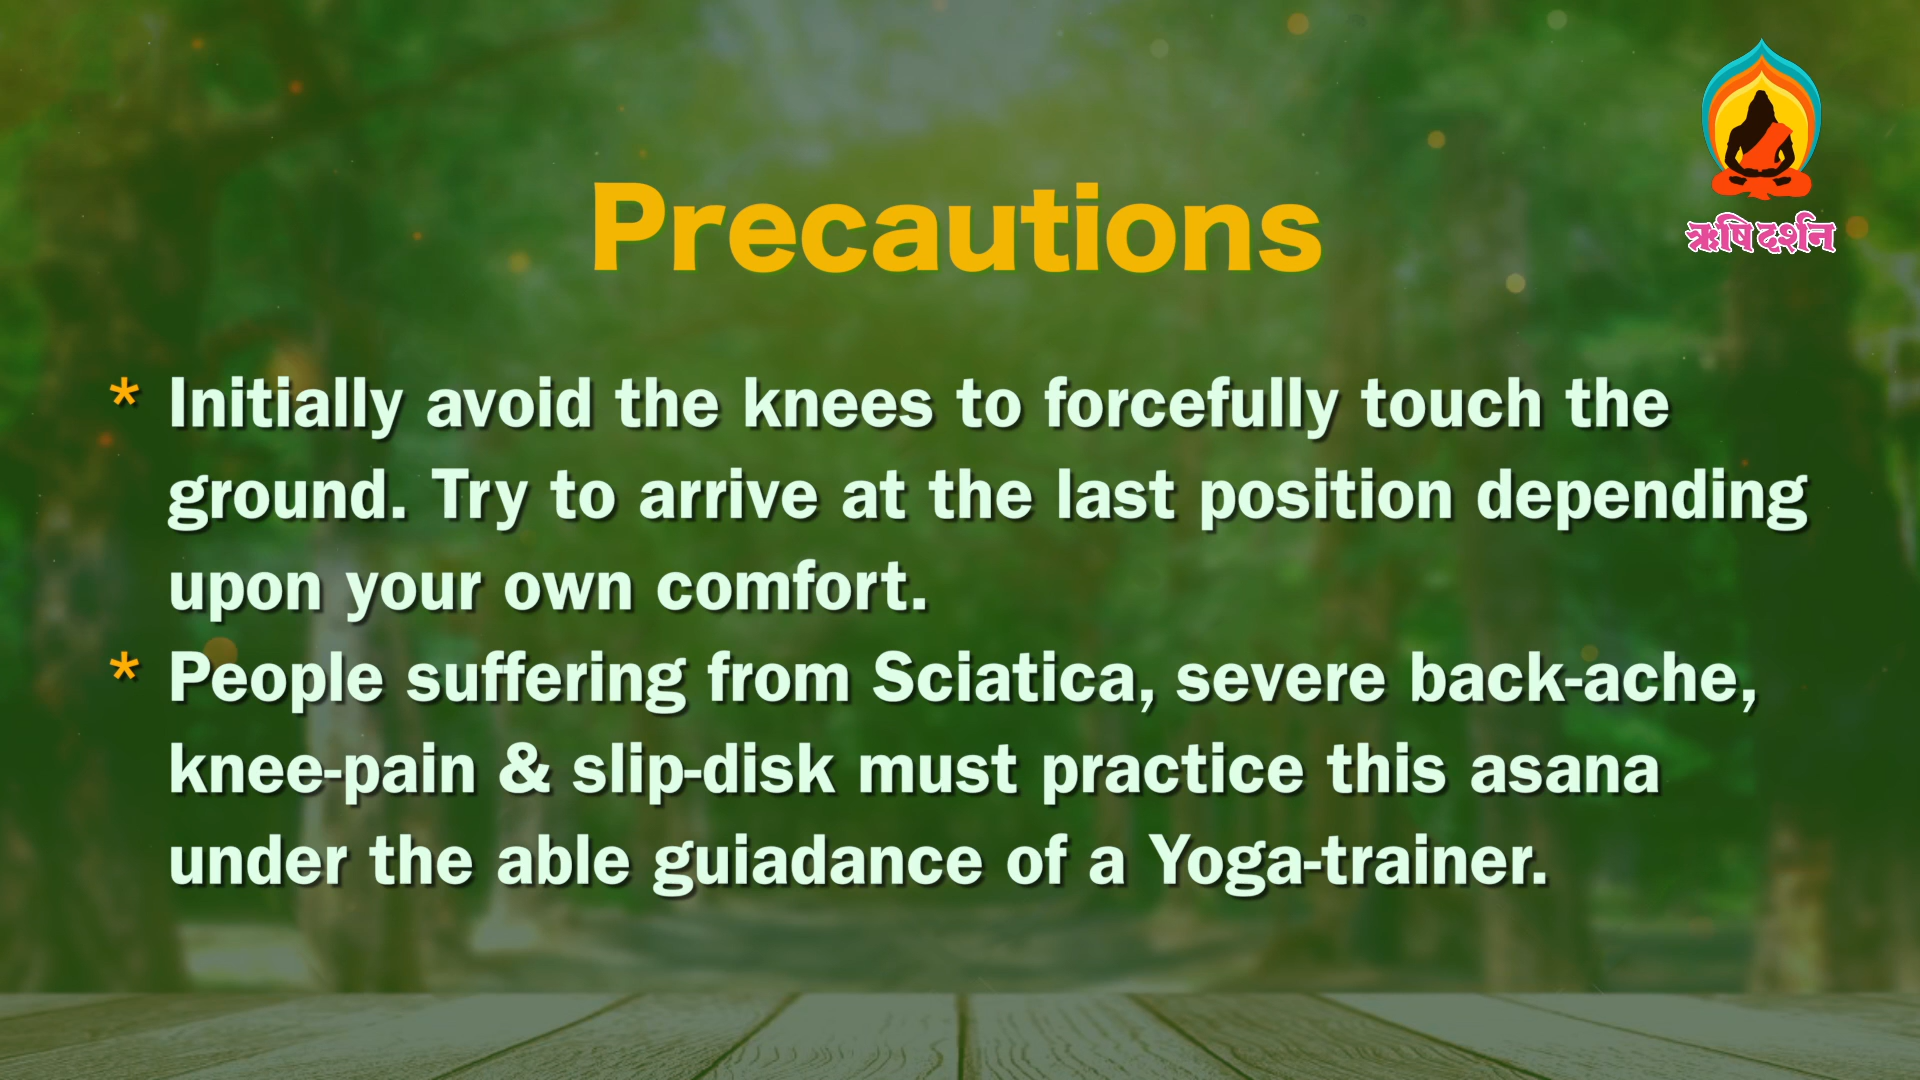 ऋषि दर्शन
Precautions
* Initially avoid the knees to forcefully touch the
ground. Try to arrive at the last position depending
upon your own comfort.
* People suffering from Sciatica, severe back-ache,
knee-pain & slip-disk must practice this asana
under the able guiadance of a Yoga-trainer.